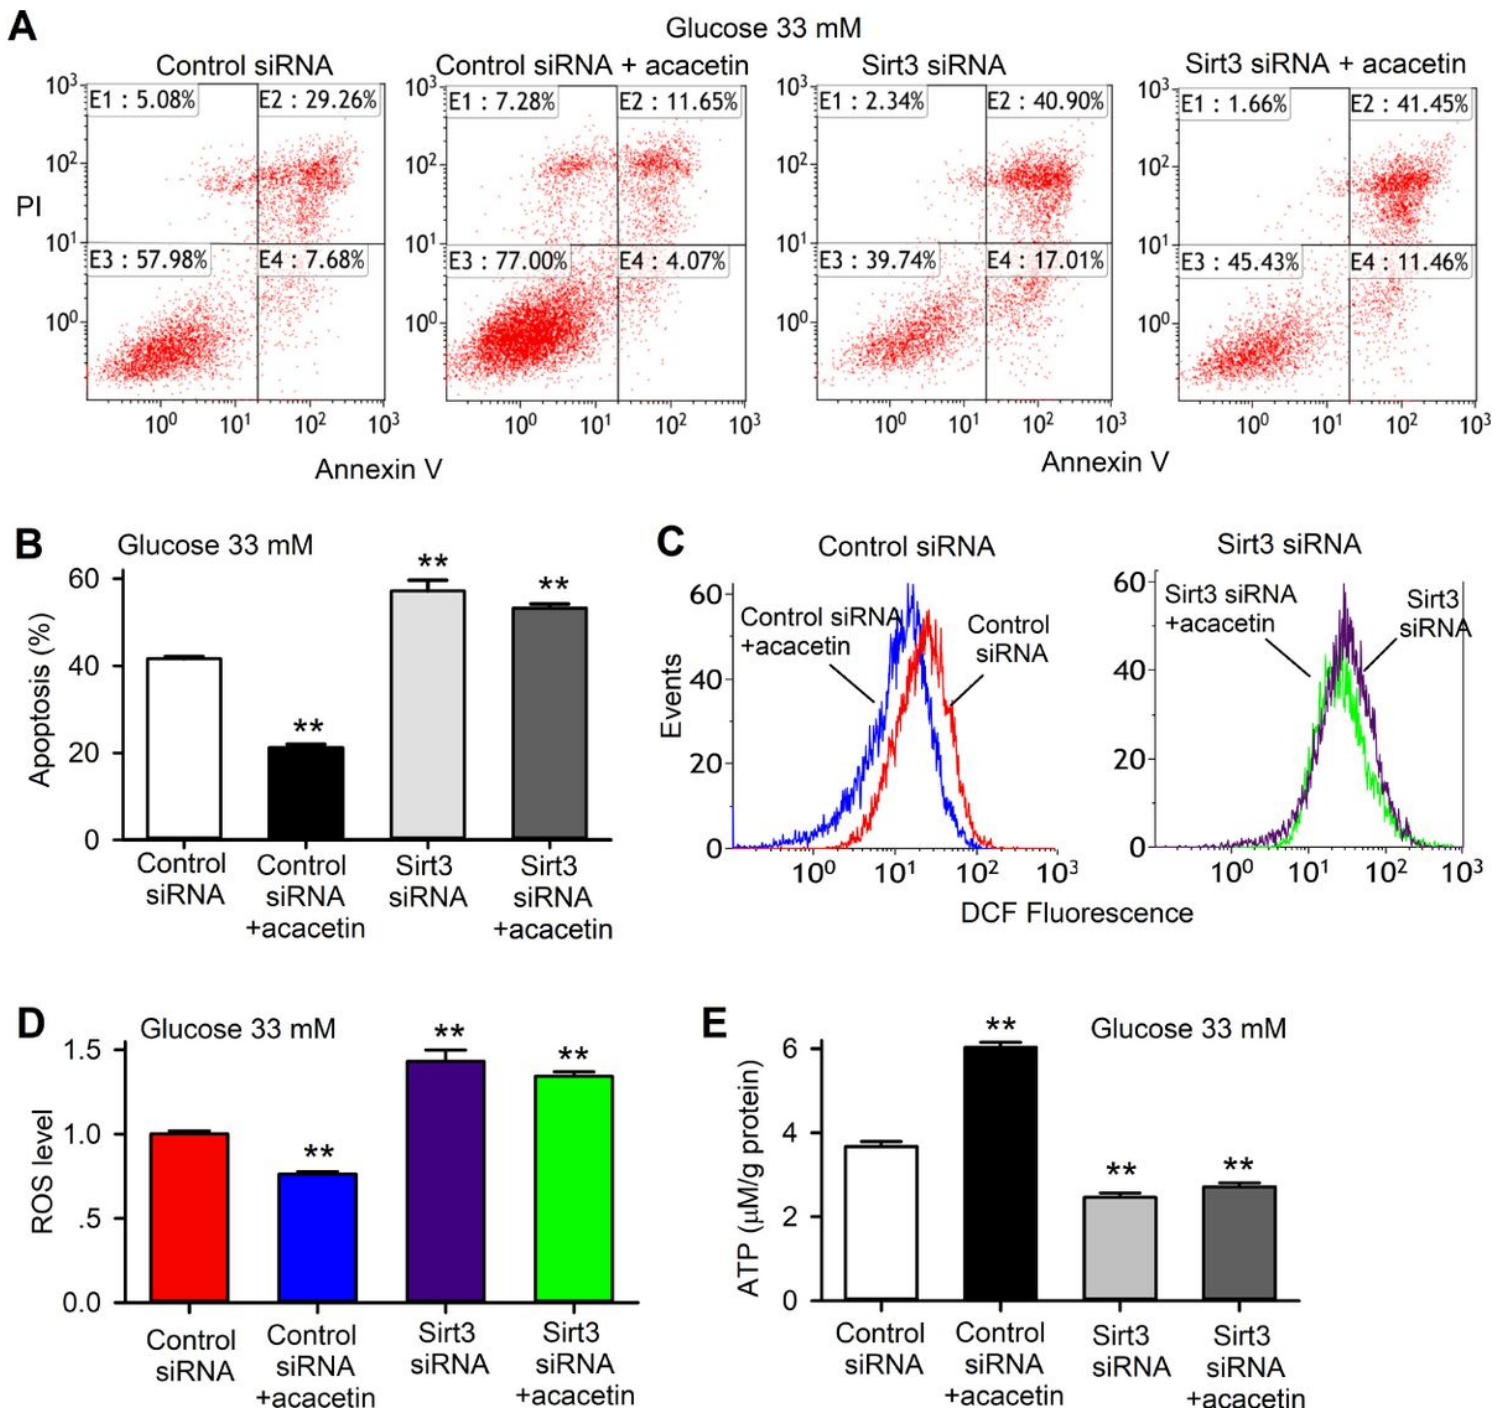 A
Glucose 33 mM
Control siRNA
Control siRNA + acacetin
Sirt3 siRNA
Sirt3 siRNA + acacetin
10³
E1 : 5.08%
E2 : 29.26%
10²
PI
10¹
E3 : 57.98%
E4 : 7.68%
10⁰
10⁰ 10¹ 10² 10³
10³
E1 : 7.28%
E2 : 11.65%
10²
10¹
E3 : 77.00%
E4 : 4.07%
10⁰
10⁰ 10¹ 10² 10³
Annexin V
10³
E1 : 2.34%
E2 : 40.90%
10²
10¹
E3 : 39.74%
E4 : 17.01%
10⁰
10⁰ 10¹ 10² 10³
10³
E1 : 1.66%
E2 : 41.45%
10²
10¹
E3 : 45.43%
E4 : 11.46%
10⁰
10⁰ 10¹ 10² 10³
Annexin V
B
Glucose 33 mM
**
**
**
Apoptosis (%)
60
40
20
0
Control
siRNA
Control
siRNA
+acacetin
Sirt3
siRNA
Sirt3
siRNA
+acacetin
C
Control siRNA
Events
60
40
20
0
Control siRNA
+acacetin
Control
siRNA
10⁰ 10¹ 10² 10³
Sirt3 siRNA
60
40
20
0
Sirt3 siRNA
+acacetin
Sirt3
siRNA
10⁰ 10¹ 10² 10³
DCF Fluorescence
D
Glucose 33 mM
**
**
**
ROS level
1.5
1.0
.5
0.0
Control
siRNA
Control
siRNA
+acacetin
Sirt3
siRNA
Sirt3
siRNA
+acacetin
E
Glucose 33 mM
**
**
**
ATP (μM/g protein)
6
4
2
0
Control
siRNA
Control
siRNA
+acacetin
Sirt3
siRNA
Sirt3
siRNA
+acacetin